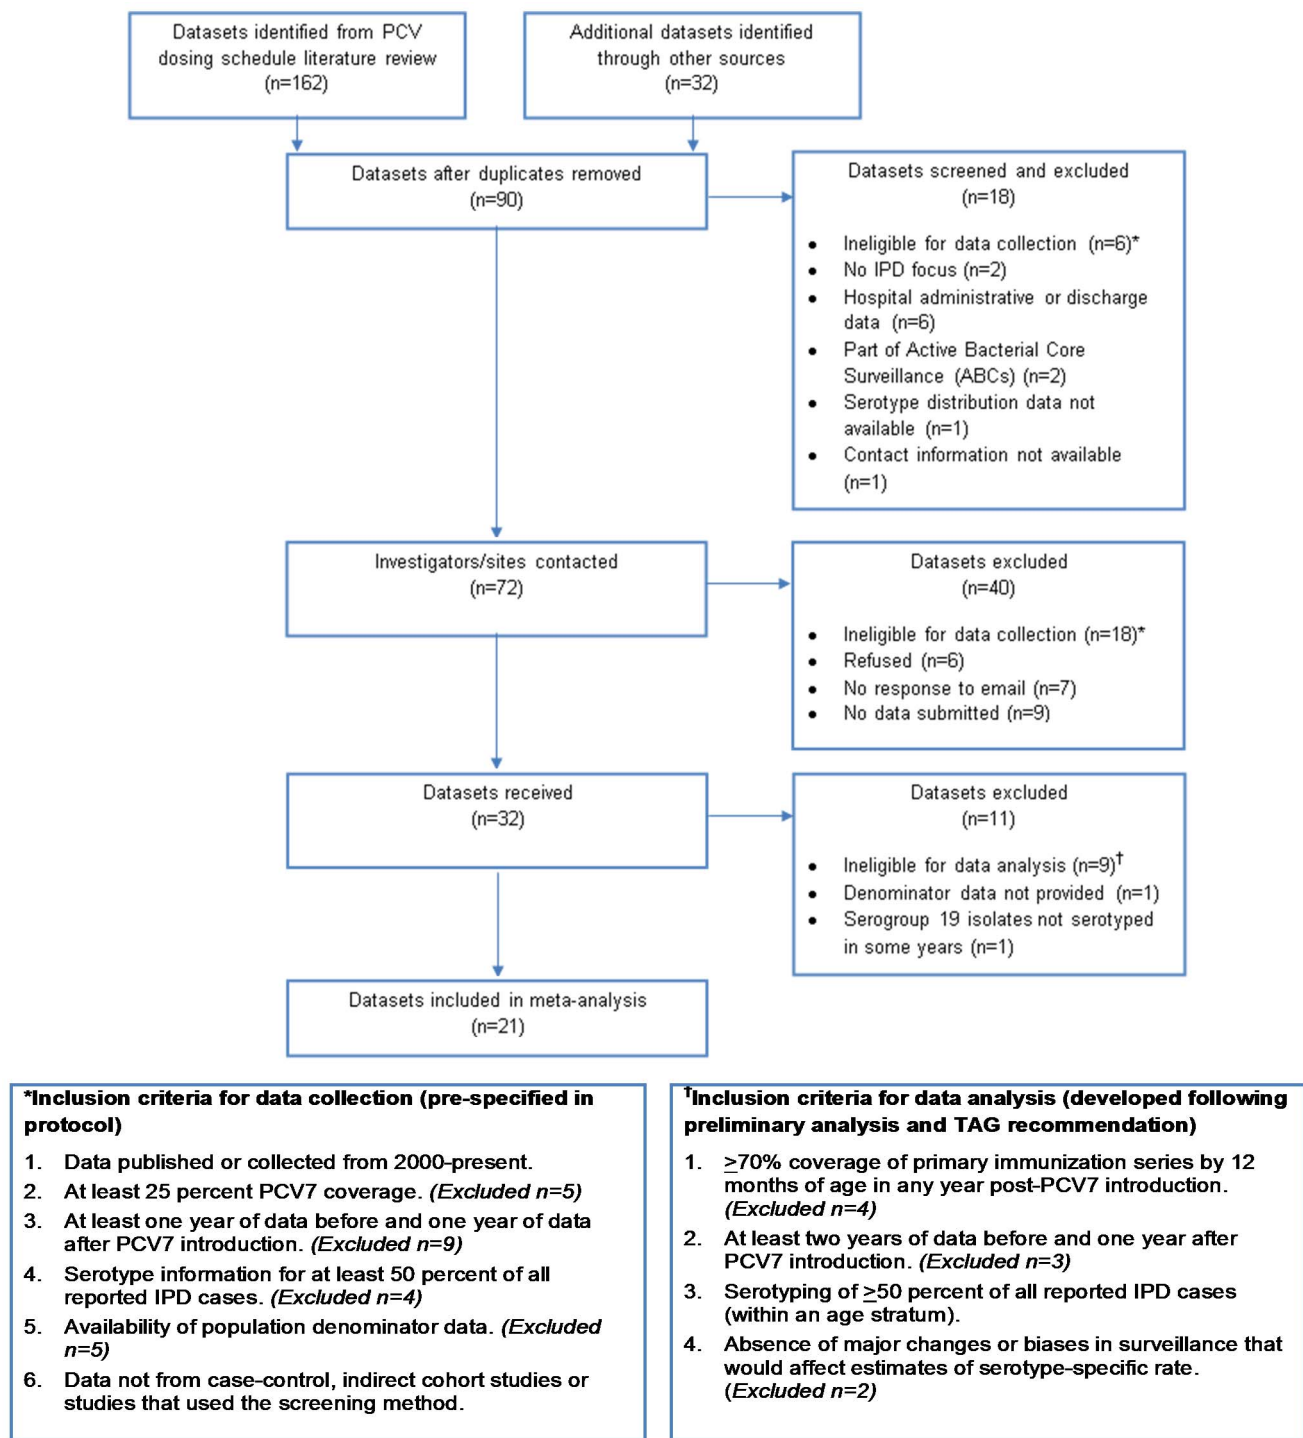 Datasets identified from PCV
dosing schedule literature review
(n=162)
Additional datasets identified
through other sources
(n=32)
Datasets after duplicates removed
(n=90)
Datasets screened and excluded
(n=18)
• Ineligible for data collection (n=6)*
• No IPD focus (n=2)
• Hospital administrative or discharge
data (n=6)
• Part of Active Bacterial Core
Surveillance (ABCs) (n=2)
• Serotype distribution data not
available (n=1)
• Contact information not available
(n=1)
Investigators/sites contacted
(n=72)
Datasets excluded
(n=40)
• Ineligible for data collection (n=18)*
• Refused (n=6)
• No response to email (n=7)
• No data submitted (n=9)
Datasets received
(n=32)
Datasets excluded
(n=11)
• Ineligible for data analysis (n=9)†
• Denominator data not provided (n=1)
• Serogroup 19 isolates not serotyped
in some years (n=1)
Datasets included in meta-analysis
(n=21)
*Inclusion criteria for data collection (pre-specified in
protocol)
1. Data published or collected from 2000-present.
2. At least 25 percent PCV7 coverage. (Excluded n=5)
3. At least one year of data before and one year of data
after PCV7 introduction. (Excluded n=9)
4. Serotype information for at least 50 percent of all
reported IPD cases. (Excluded n=4)
5. Availability of population denominator data. (Excluded
n=5)
6. Data not from case-control, indirect cohort studies or
studies that used the screening method.
†Inclusion criteria for data analysis (developed following
preliminary analysis and TAG recommendation)
1. ≥70% coverage of primary immunization series by 12
months of age in any year post-PCV7 introduction.
(Excluded n=4)
2. At least two years of data before and one year after
PCV7 introduction. (Excluded n=3)
3. Serotyping of ≥50 percent of all reported IPD cases
(within an age stratum).
4. Absence of major changes or biases in surveillance that
would affect estimates of serotype-specific rate.
(Excluded n=2)